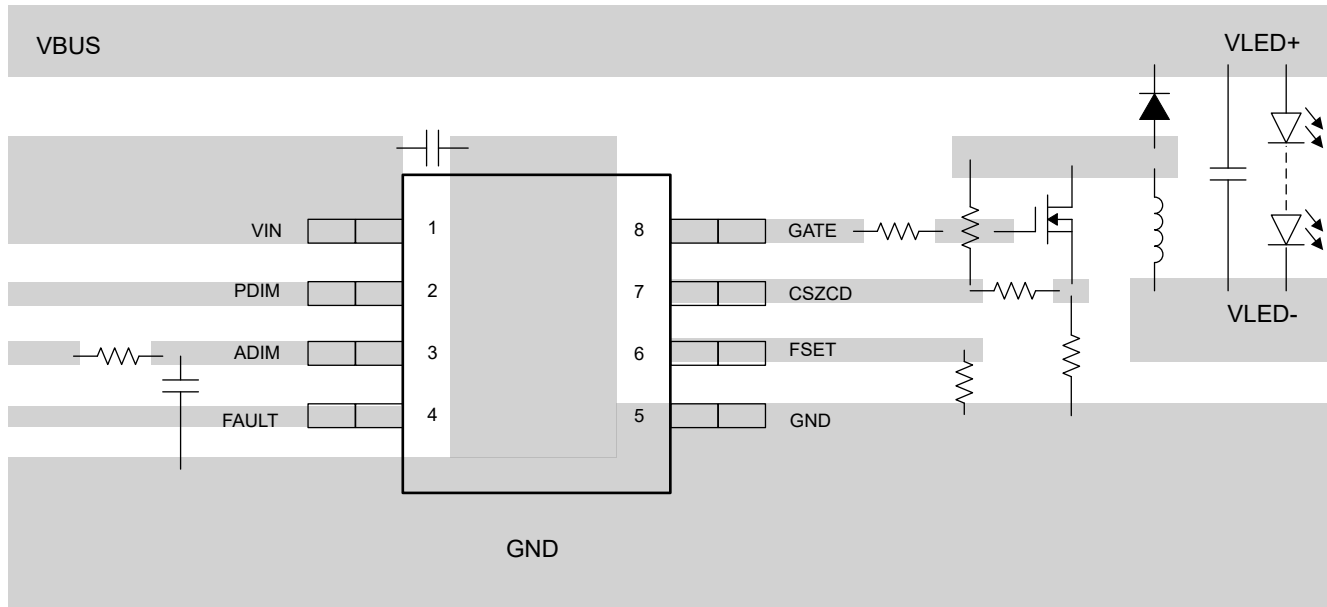 VBUS
VLED+
VIN
1
8
GATE
PDIM
2
7
CSZCD
VLED-
ADIM
3
6
FSET
FAULT
4
5
GND
GND